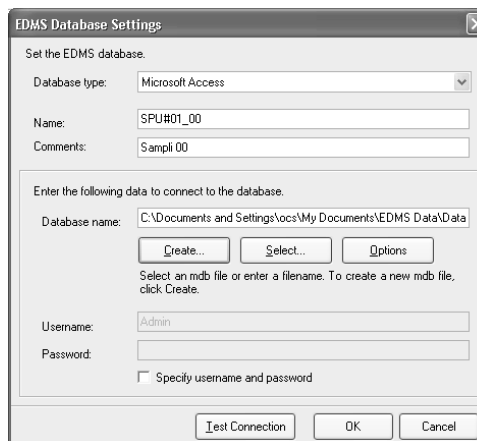 EDMS Database Settings
Set the EDMS database.
Database type: Microsoft Access
Name: SPU#01_00
Comments: Sampli 00
Enter the following data to connect to the database.
Database name: C:\Documents and Settings\ocs\My Documents\EDMS Data\Data
Create... Select... Options
Select an mdb file or enter a filename. To create a new mdb file,
click Create.
Username: Admin
Password:
Specify username and password
Test Connection OK Cancel